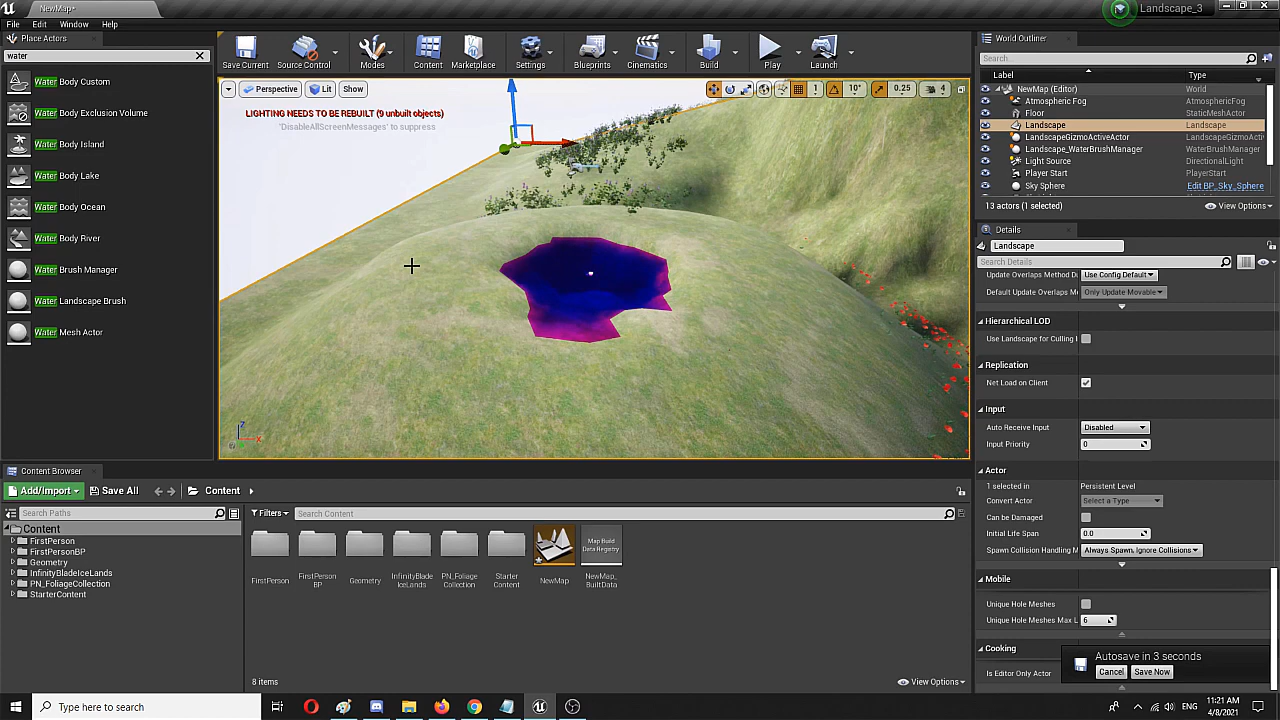 NewMap*
Landscape_3
File Edit Window Help
Place Actors
water
Water Body Custom
Water Body Exclusion Volume
Water Body Island
Water Body Lake
Water Body Ocean
Water Body River
Water Brush Manager
Water Landscape Brush
Water Mesh Actor
Save Current Source Control Modes Content Marketplace Settings Blueprints Cinematics Build Play Launch
Perspective Lit Show
1 10° 0.25 4
LIGHTING NEEDS TO BE REBUILT (9 unbuilt objects)
'DisableAllScreenMessages' to suppress
Z
X
World Outliner
Search...
Label Type
NewMap (Editor) World
Atmospheric Fog AtmosphericFog
Floor StaticMeshActor
Landscape Landscape
LandscapeGizmoActiveActor LandscapeGizmoActi
Landscape_WaterBrushManager WaterBrushManager
Light Source DirectionalLight
Player Start PlayerStart
Sky Sphere Edit BP_Sky_Sphere
13 actors (1 selected) View Options
Details
Landscape
Search Details
Update Overlaps Method Du Use Config Default
Default Update Overlaps M Only Update Movable
Hierarchical LOD
Use Landscape for Culling I
Replication
Net Load on Client
Input
Auto Receive Input Disabled
Input Priority 0
Actor
1 selected in Persistent Level
Convert Actor Select a Type
Can be Damaged
Initial Life Span 0.0
Spawn Collision Handling M Always Spawn, Ignore Collisions
Mobile
Unique Hole Meshes
Unique Hole Meshes Max L 6
Cooking
Is Editor Only Actor
Autosave in 3 seconds
Cancel Save Now
Content Browser
Add/Import Save All Content
Search Paths
Filters Search Content
Content
FirstPerson
FirstPersonBP
Geometry
InfinityBladeIceLands
PN_FoliageCollection
StarterContent
Map Build
Data Registry
FirstPerson
FirstPerson
BP
Geometry
InfinityBlade
IceLands
PN_Foliage
Collection
Starter
Content
NewMap
NewMap_
BuiltData
8 items View Options
Type here to search
ENG
11:21 AM
4/8/2021